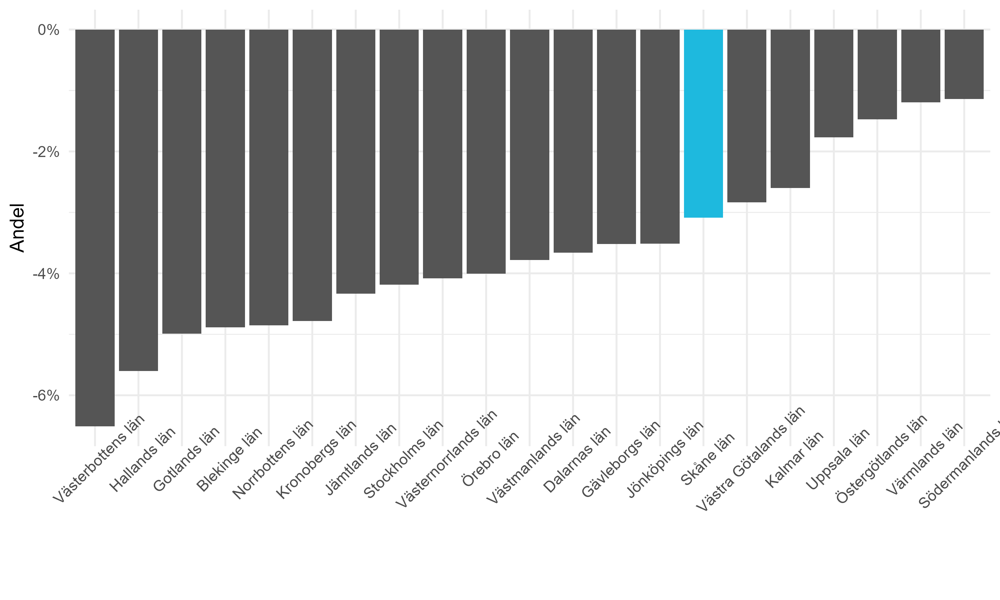 0%
-2%
-4%
-6%
Andel
Västerbottens län
Hallands län
Gotlands län
Blekinge län
Norrbottens län
Kronobergs län
Jämtlands län
Stockholms län
Västernorrlands län
Örebro län
Västmanlands län
Dalarnas län
Gävleborgs län
Jönköpings län
Skåne län
Västra Götalands län
Kalmar län
Uppsala län
Östergötlands län
Värmlands län
Södermanlands